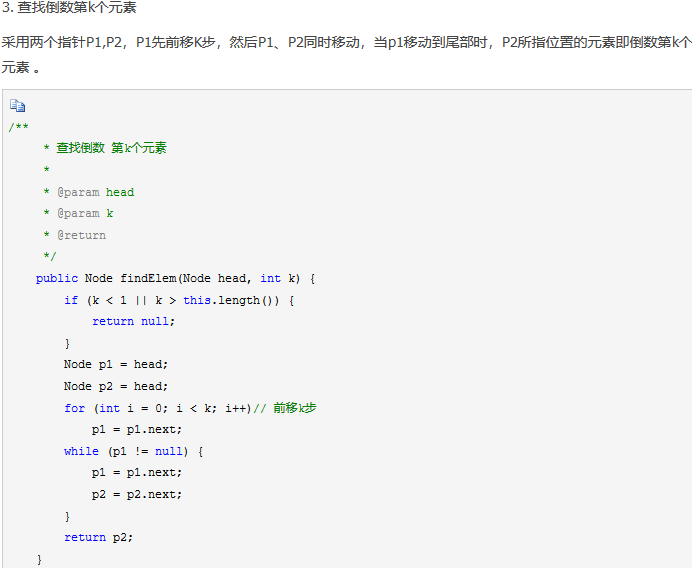 3. 查找倒数第k个元素
采用两个指针P1,P2，P1先前移K步，然后P1、P2同时移动，当p1移动到尾部时，P2所指位置的元素即倒数第k个
元素 。
/**
     * 查找倒数 第k个元素
     *
     * @param head
     * @param k
     * @return
     */
    public Node findElem(Node head, int k) {
        if (k < 1 || k > this.length()) {
            return null;
        }
        Node p1 = head;
        Node p2 = head;
        for (int i = 0; i < k; i++)// 前移k步
            p1 = p1.next;
        while (p1 != null) {
            p1 = p1.next;
            p2 = p2.next;
        }
        return p2;
    }